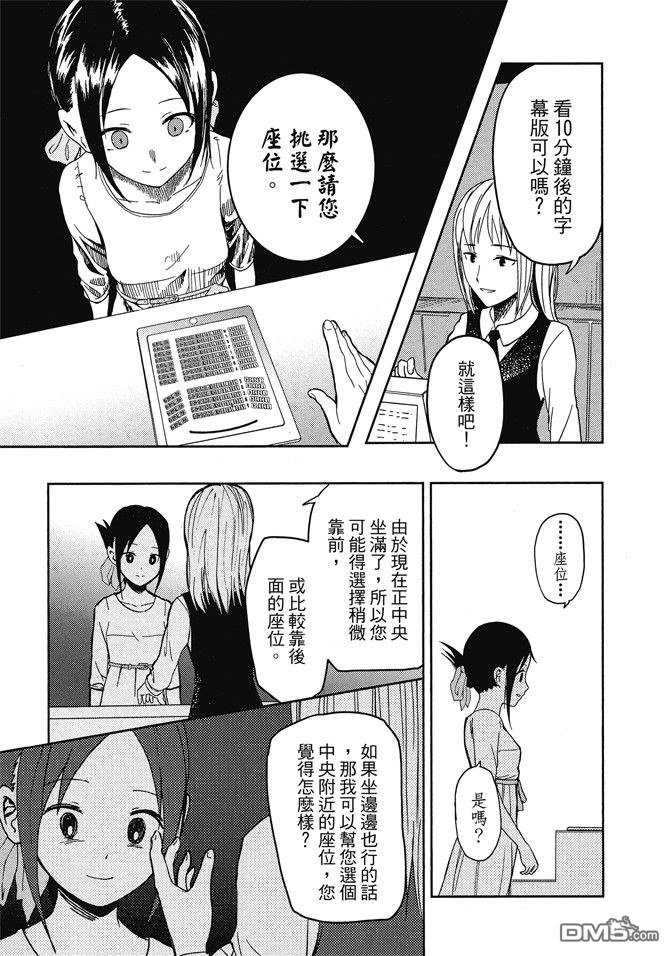 看10分鐘後的字
幕版可以嗎？
就這樣吧！
那麼請您
挑選一下
座位。
……座位…
是嗎？
由於現在正中央
坐滿了，所以您
可能得選擇稍微
靠前，
或比較靠後
面的座位。
如果坐邊邊也行的話
，那我可以幫您選個
中央附近的座位，您
覺得怎麼樣？
DM5.com